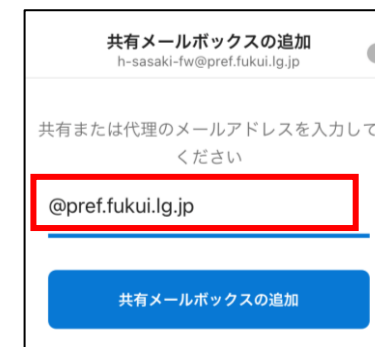 共有メールボックスの追加
h-sasaki-fw@pref.fukui.lg.jp
共有または代理のメールアドレスを入力して
ください
@pref.fukui.lg.jp
共有メールボックスの追加